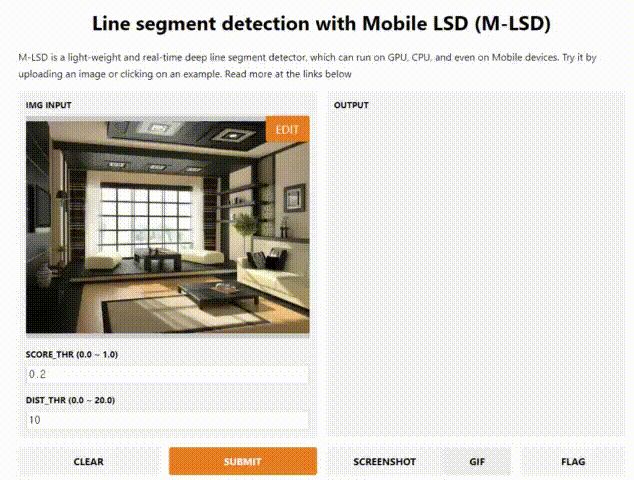 Line segment detection with Mobile LSD (M-LSD)
M-LSD is a light-weight and real-time deep line segment detector, which can run on GPU, CPU, and even on Mobile devices. Try it by
uploading an image or clicking on an example. Read more at the links below
IMG INPUT
EDIT
OUTPUT
SCORE_THR (0.0 ~ 1.0)
0.2
DIST_THR (0.0 ~ 20.0)
10
CLEAR
SUBMIT
SCREENSHOT
GIF
FLAG